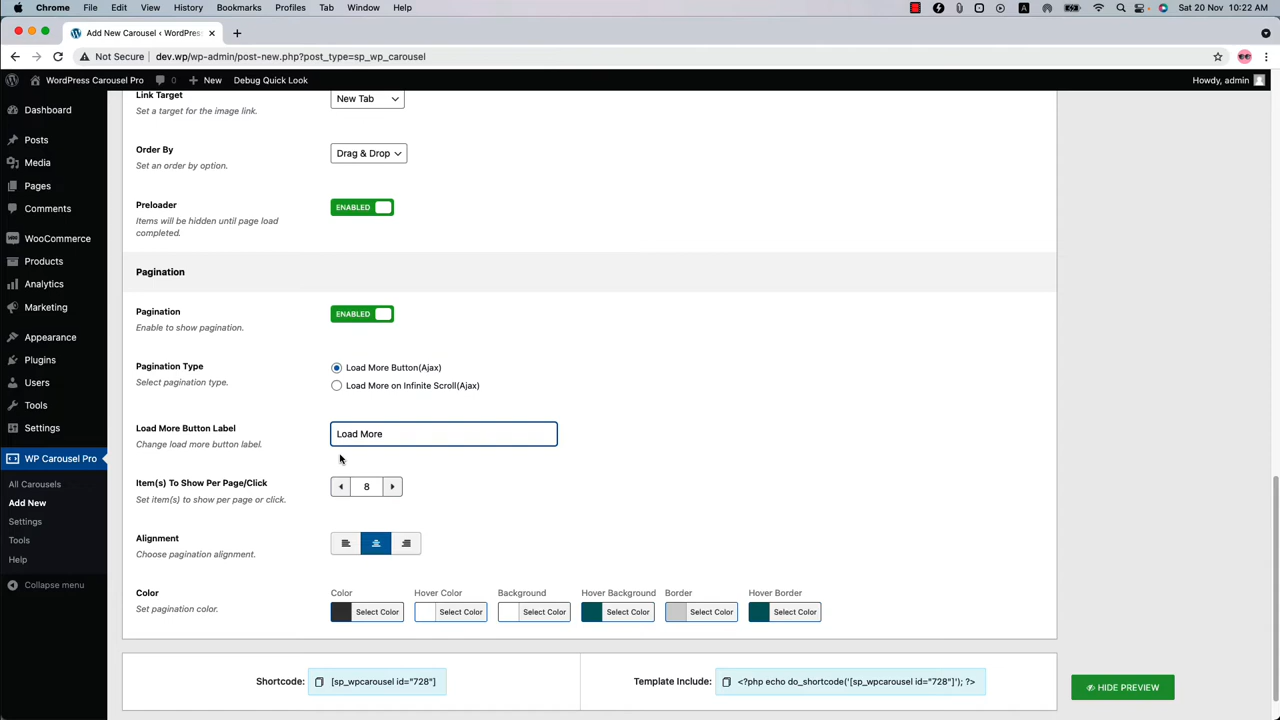 Chrome File Edit View History Bookmarks Profiles Tab Window Help Sat 20 Nov 10:22 AM
Add New Carousel ‹ WordPress
Not Secure dev.wp/wp-admin/post-new.php?post_type=sp_wp_carousel
WordPress Carousel Pro 0 New Debug Quick Look Howdy, admin
Dashboard
Posts
Media
Pages
Comments
WooCommerce
Products
Analytics
Marketing
Appearance
Plugins
Users
Tools
Settings
WP Carousel Pro
All Carousels
Add New
Settings
Tools
Help
Collapse menu
Link Target
Set a target for the image link.
New Tab
Order By
Set an order by option.
Drag & Drop
Preloader
Items will be hidden until page load
completed.
ENABLED
Pagination
Pagination
Enable to show pagination.
ENABLED
Pagination Type
Select pagination type.
Load More Button(Ajax)
Load More on Infinite Scroll(Ajax)
Load More Button Label
Change load more button label.
Load More
Item(s) To Show Per Page/Click
Set item(s) to show per page or click.
8
Alignment
Choose pagination alignment.
Color
Set pagination color.
Color Hover Color Background Hover Background Border Hover Border
Select Color Select Color Select Color Select Color Select Color Select Color
Shortcode: [sp_wpcarousel id="728"]
Template Include: <?php echo do_shortcode('[sp_wpcarousel id="728"]'); ?>
HIDE PREVIEW